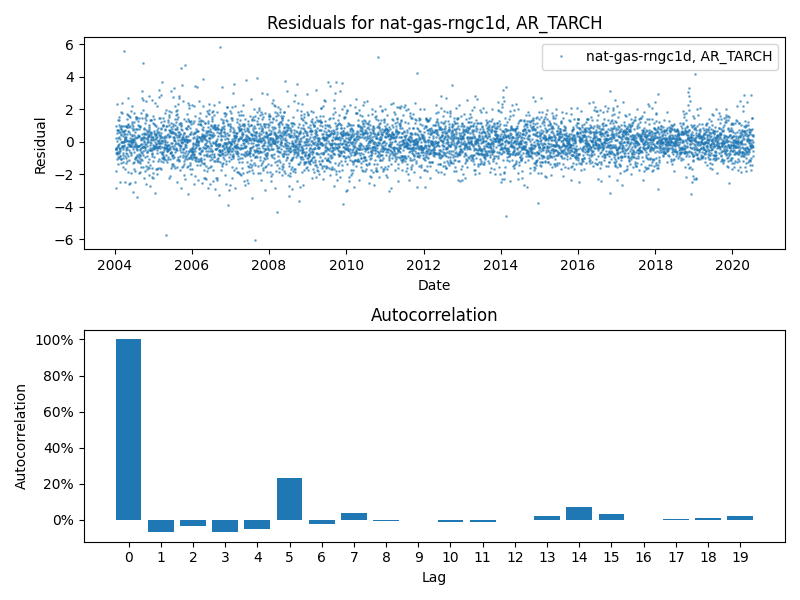 Residuals for nat-gas-rngc1d, AR_TARCH
6
4
2
0
−2
−4
−6
Residual
nat-gas-rngc1d, AR_TARCH
2004 2006 2008 2010 2012 2014 2016 2018 2020
Date
Autocorrelation
100%
80%
60%
40%
20%
0%
Autocorrelation
0 1 2 3 4 5 6 7 8 9 10 11 12 13 14 15 16 17 18 19
Lag